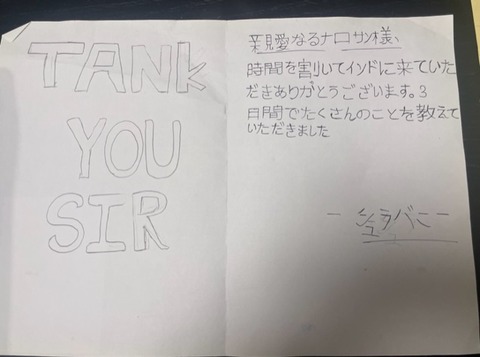 TANK
YOU
SIR
親愛なるナロサン様、
時間を割いてインドに来ていた
だきありがとうございます。3
日間でたくさんのことを教えて
いただきました
ー シュラバニ ー